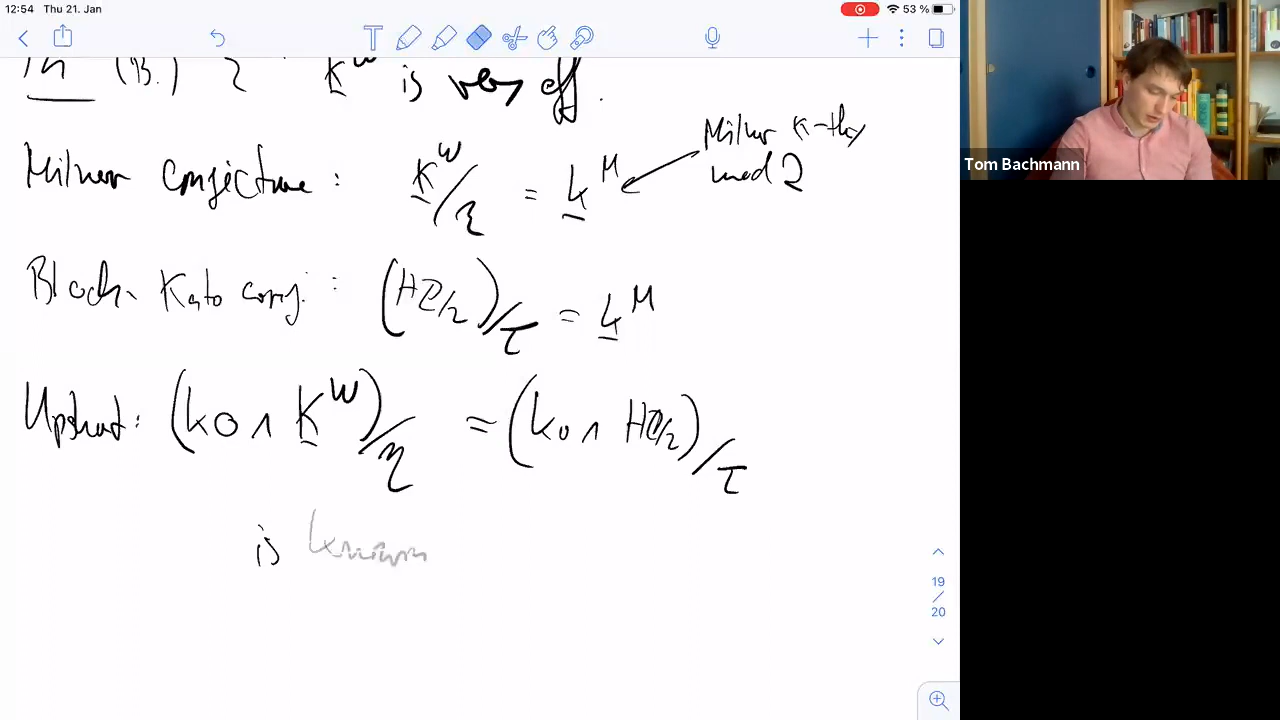 12:54 Thu 21. Jan
53 %
(B.) K^W is very eff.
Milnor K-thy
mod 2
Milnor conjecture : K^W/η = k^M
Bloch-Kato conj. : (HZ/2)/τ = k^M
Upshot: (ko ∧ K^W)/η = (ko ∧ HZ/2)/τ
is known
19
/
20
Tom Bachmann